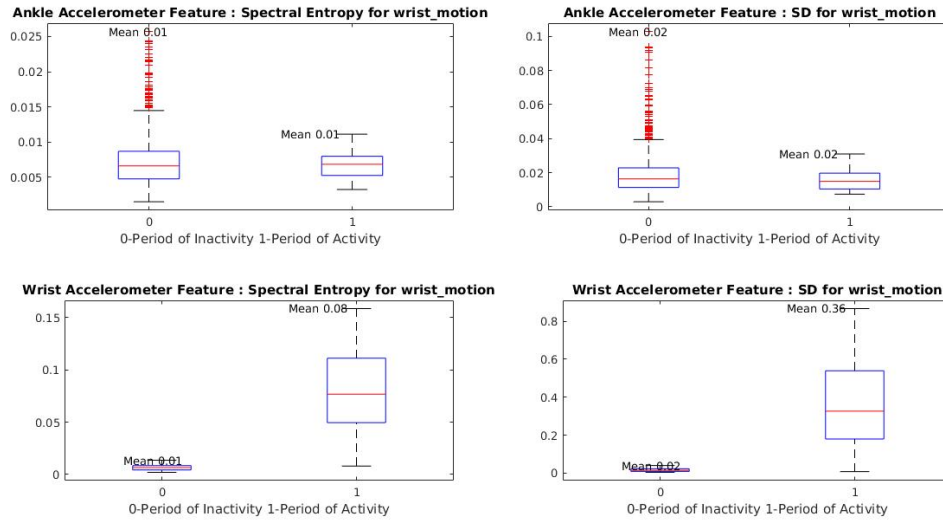 Ankle Accelerometer Feature : Spectral Entropy for wrist_motion
0.025
0.02
0.015
0.01
0.005
Mean 0.01
Mean 0.01
0
1
0-Period of Inactivity 1-Period of Activity
Ankle Accelerometer Feature : SD for wrist_motion
0.1
0.08
0.06
0.04
0.02
0
Mean 0.02
Mean 0.02
0
1
0-Period of Inactivity 1-Period of Activity
Wrist Accelerometer Feature : Spectral Entropy for wrist_motion
0.15
0.1
0.05
0
Mean 0.01
Mean 0.08
0
1
0-Period of Inactivity 1-Period of Activity
Wrist Accelerometer Feature : SD for wrist_motion
0.8
0.6
0.4
0.2
0
Mean 0.02
Mean 0.36
0
1
0-Period of Inactivity 1-Period of Activity